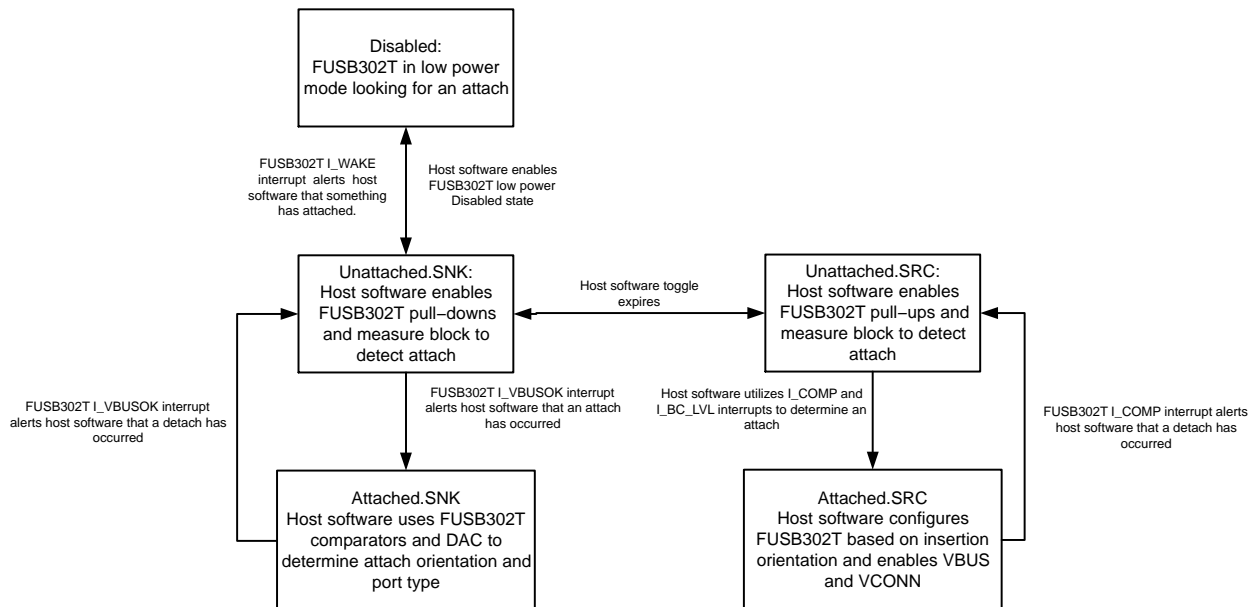 Disabled:
FUSB302T in low power
mode looking for an attach
FUSB302T I_WAKE
interrupt alerts host
software that something
has attached.
Host software enables
FUSB302T low power
Disabled state
Unattached.SNK:
Host software enables
FUSB302T pull−downs
and measure block to
detect attach
Host software toggle
expires
Unattached.SRC:
Host software enables
FUSB302T pull−ups and
measure block to detect
attach
FUSB302T I_VBUSOK interrupt
alerts host software that a detach has
occurred
FUSB302T I_VBUSOK interrupt
alerts host software that an attach
has occurred
Host software utilizes I_COMP and
I_BC_LVL interrupts to determine an
attach
FUSB302T I_COMP interrupt alerts
host software that a detach has
occurred
Attached.SNK
Host software uses FUSB302T
comparators and DAC to
determine attach orientation and
port type
Attached.SRC
Host software configures
FUSB302T based on insertion
orientation and enables VBUS
and VCONN